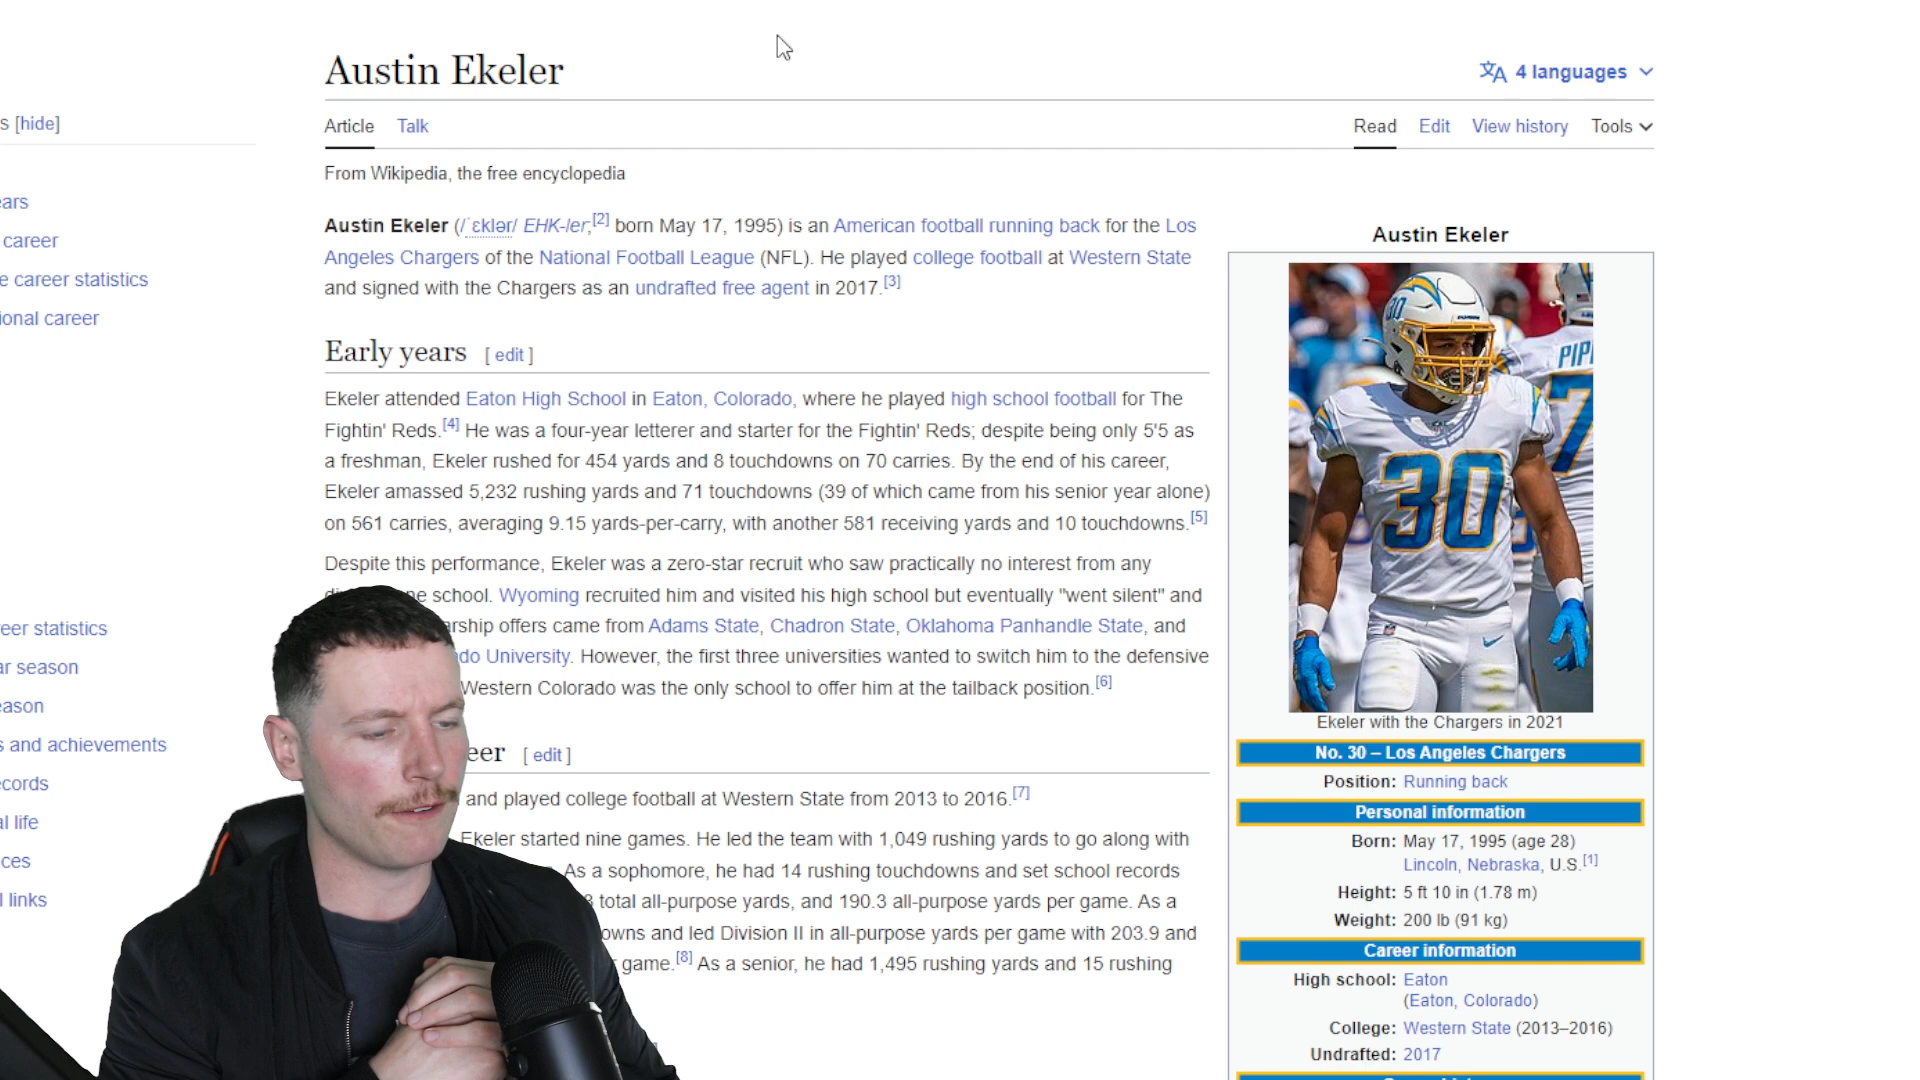 Austin Ekeler
4 languages
s [hide]
Article Talk
Read Edit View history Tools
From Wikipedia, the free encyclopedia
ears
career
e career statistics
ional career
eer statistics
ar season
eason
s and achievements
ecords
al life
ces
l links
Austin Ekeler (/ˈɛklər/ EHK-ler;[2] born May 17, 1995) is an American football running back for the Los
Angeles Chargers of the National Football League (NFL). He played college football at Western State
and signed with the Chargers as an undrafted free agent in 2017.[3]
Early years [ edit ]
Ekeler attended Eaton High School in Eaton, Colorado, where he played high school football for The
Fightin' Reds.[4] He was a four-year letterer and starter for the Fightin' Reds; despite being only 5'5 as
a freshman, Ekeler rushed for 454 yards and 8 touchdowns on 70 carries. By the end of his career,
Ekeler amassed 5,232 rushing yards and 71 touchdowns (39 of which came from his senior year alone)
on 561 carries, averaging 9.15 yards-per-carry, with another 581 receiving yards and 10 touchdowns.[5]
Despite this performance, Ekeler was a zero-star recruit who saw practically no interest from any
ne school. Wyoming recruited him and visited his high school but eventually "went silent" and
arship offers came from Adams State, Chadron State, Oklahoma Panhandle State, and
do University. However, the first three universities wanted to switch him to the defensive
Western Colorado was the only school to offer him at the tailback position.[6]
eer [ edit ]
and played college football at Western State from 2013 to 2016.[7]
Ekeler started nine games. He led the team with 1,049 rushing yards to go along with
As a sophomore, he had 14 rushing touchdowns and set school records
total all-purpose yards, and 190.3 all-purpose yards per game. As a
owns and led Division II in all-purpose yards per game with 203.9 and
game.[8] As a senior, he had 1,495 rushing yards and 15 rushing
Austin Ekeler
30
30
PIP
7
Ekeler with the Chargers in 2021
No. 30 – Los Angeles Chargers
Position: Running back
Personal information
Born: May 17, 1995 (age 28)
Lincoln, Nebraska, U.S.[1]
Height: 5 ft 10 in (1.78 m)
Weight: 200 lb (91 kg)
Career information
High school: Eaton
(Eaton, Colorado)
College: Western State (2013–2016)
Undrafted: 2017